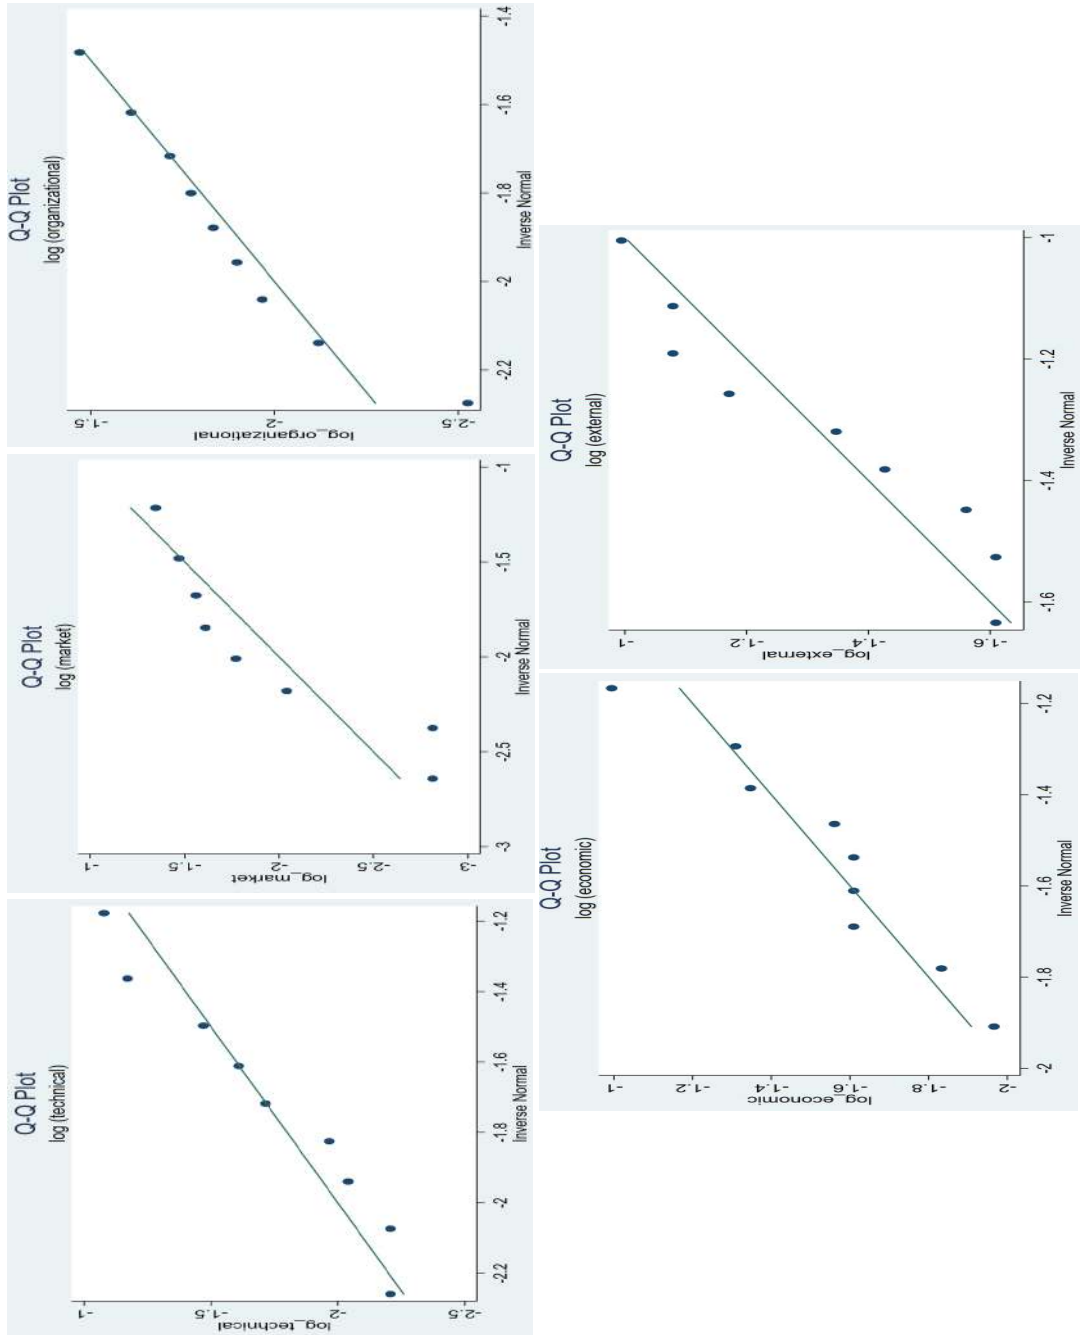 Q-Q Plot
log (technical)
log_technical
-2.5 -2 -1.5 -1
-2.2 -2 -1.8 -1.6 -1.4 -1.2
Inverse Normal
Q-Q Plot
log (market)
log_market
-3 -2.5 -2 -1.5 -1
-3 -2.5 -2 -1.5 -1
Inverse Normal
Q-Q Plot
log (organizational)
log_organizational
-2.5 -2 -1.5
-2.2 -2 -1.8 -1.6 -1.4
Inverse Normal
Q-Q Plot
log (economic)
log_economic
-2 -1.8 -1.6 -1.4 -1.2 -1
-2 -1.8 -1.6 -1.4 -1.2
Inverse Normal
Q-Q Plot
log (external)
log_external
-1.6 -1.4 -1.2 -1
-1.6 -1.4 -1.2 -1
Inverse Normal